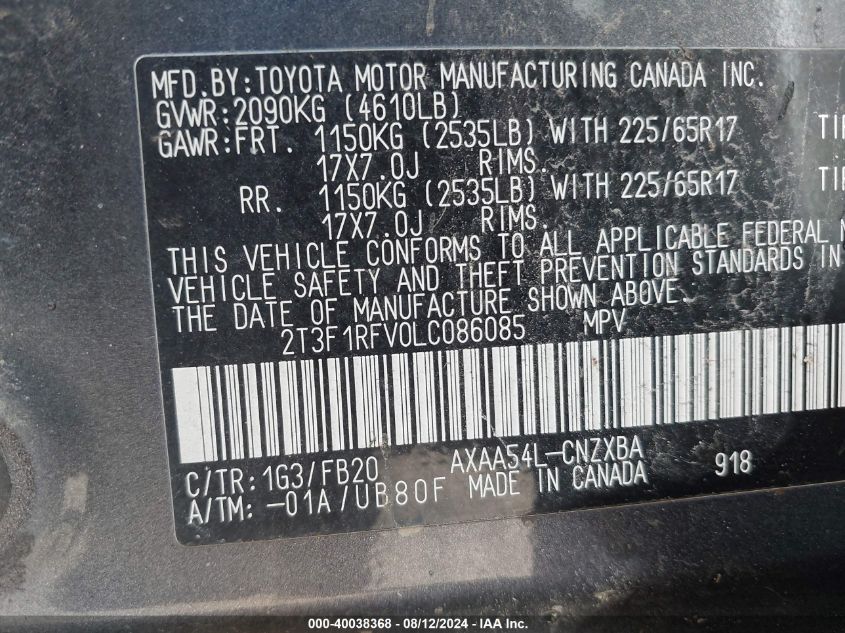 MFD.BY:TOYOTA MOTOR MANUFACTURING CANADA INC.
GVWR:2090KG (4610LB)
GAWR:FRT. 1150KG (2535LB) WITH 225/65R17 TIR
17X7.0J RIMS.
RR. 1150KG (2535LB) WITH 225/65R17 TIR
17X7.0J RIMS.
THIS VEHICLE CONFORMS TO ALL APPLICABLE FEDERAL M
VEHICLE SAFETY AND THEFT PREVENTION STANDARDS IN
THE DATE OF MANUFACTURE SHOWN ABOVE.
2T3F1RFV0LC086085 MPV
C/TR:1G3/FB20 AXAA54L-CNZXBA 918
A/TM:-01A/UB80F MADE IN CANADA
000-40038368 - 08/12/2024 - IAA Inc.